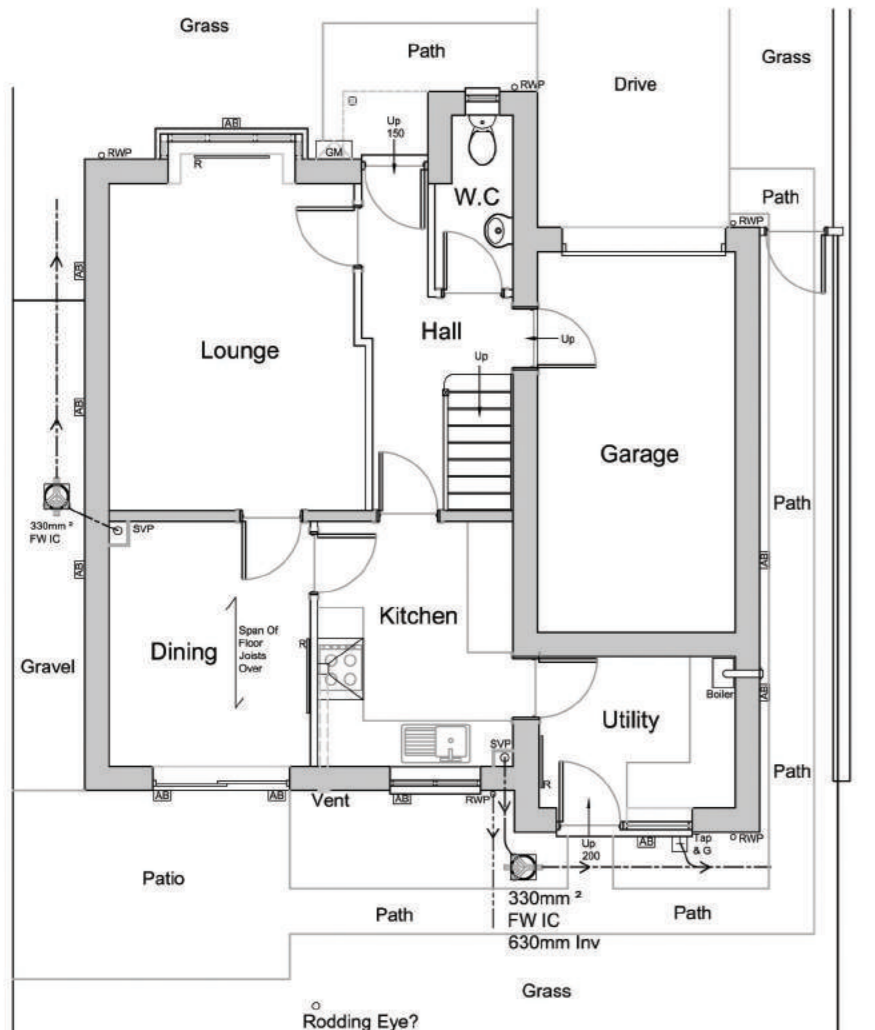 Grass
Path
Grass
Drive
RWP
AB
Up
150
RWP
GM
R
W.C
Path
RWP
AB
Hall
Up
Lounge
Up
AB
Garage
Path
330mm ²
FW IC
SVP
AB
AB
Kitchen
Span Of
Floor
Joists
Over
R
Dining
Gravel
Boiler
AB
Utility
SVP
Path
R
AB
AB
Vent
AB
RWP
Up
200
AB
Tap
& G
RWP
Patio
330mm ²
FW IC
630mm Inv
Path
Path
Grass
Rodding Eye?